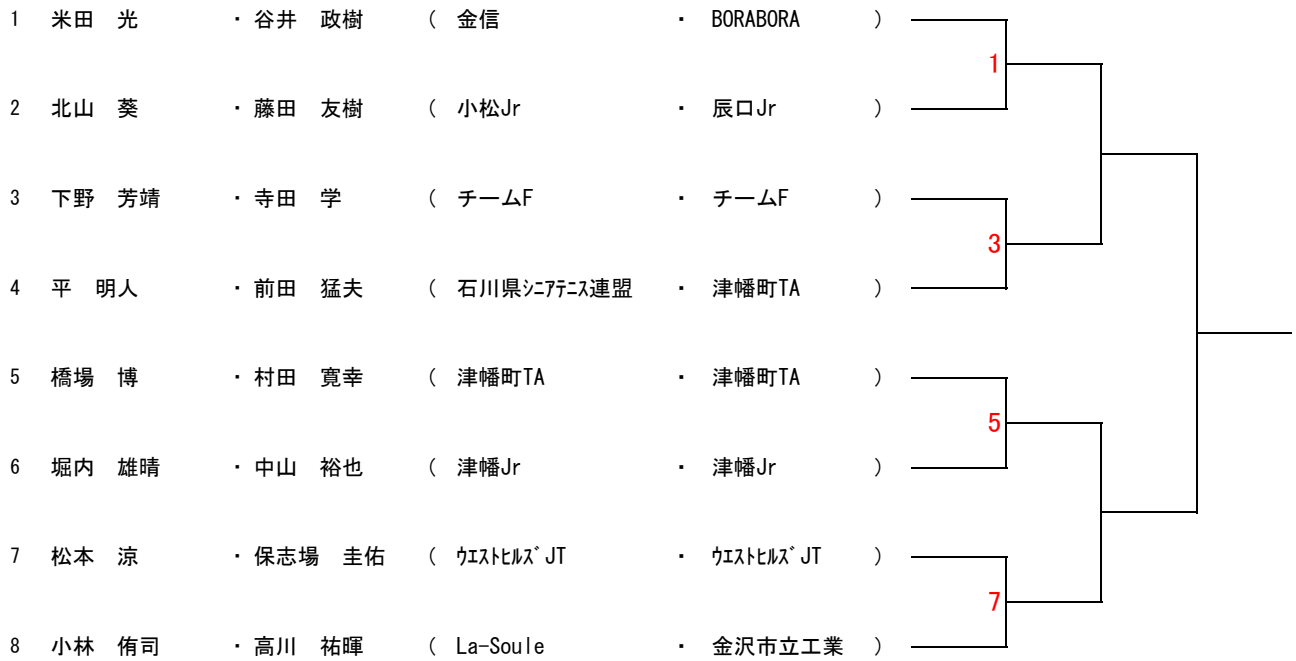 1 米田 光 ・ 谷井 政樹 ( 金信 ・ BORABORA )
1
2 北山 葵 ・ 藤田 友樹 ( 小松Jr ・ 辰口Jr )
3 下野 芳靖 ・ 寺田 学 ( チームF ・ チームF )
3
4 平 明人 ・ 前田 猛夫 ( 石川県ｼﾆｱﾃﾆｽ連盟 ・ 津幡町TA )
5 橋場 博 ・ 村田 寛幸 ( 津幡町TA ・ 津幡町TA )
5
6 堀内 雄晴 ・ 中山 裕也 ( 津幡Jr ・ 津幡Jr )
7 松本 涼 ・ 保志場 圭佑 ( ｳｴｽﾄﾋﾙｽﾞJT ・ ｳｴｽﾄﾋﾙｽﾞJT )
7
8 小林 侑司 ・ 高川 祐暉 ( La-Soule ・ 金沢市立工業 )